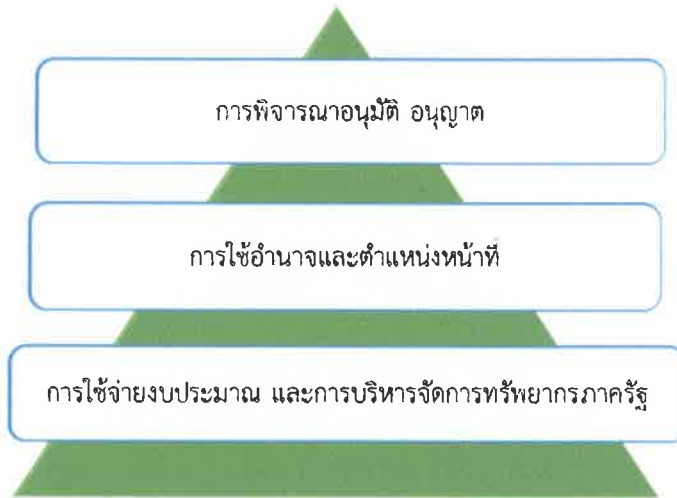 การพิจารณาอนุมัติ อนุญาต
การใช้อำนาจและตำแหน่งหน้าที่
การใช้จ่ายงบประมาณ และการบริหารจัดการทรัพยากรภาครัฐ